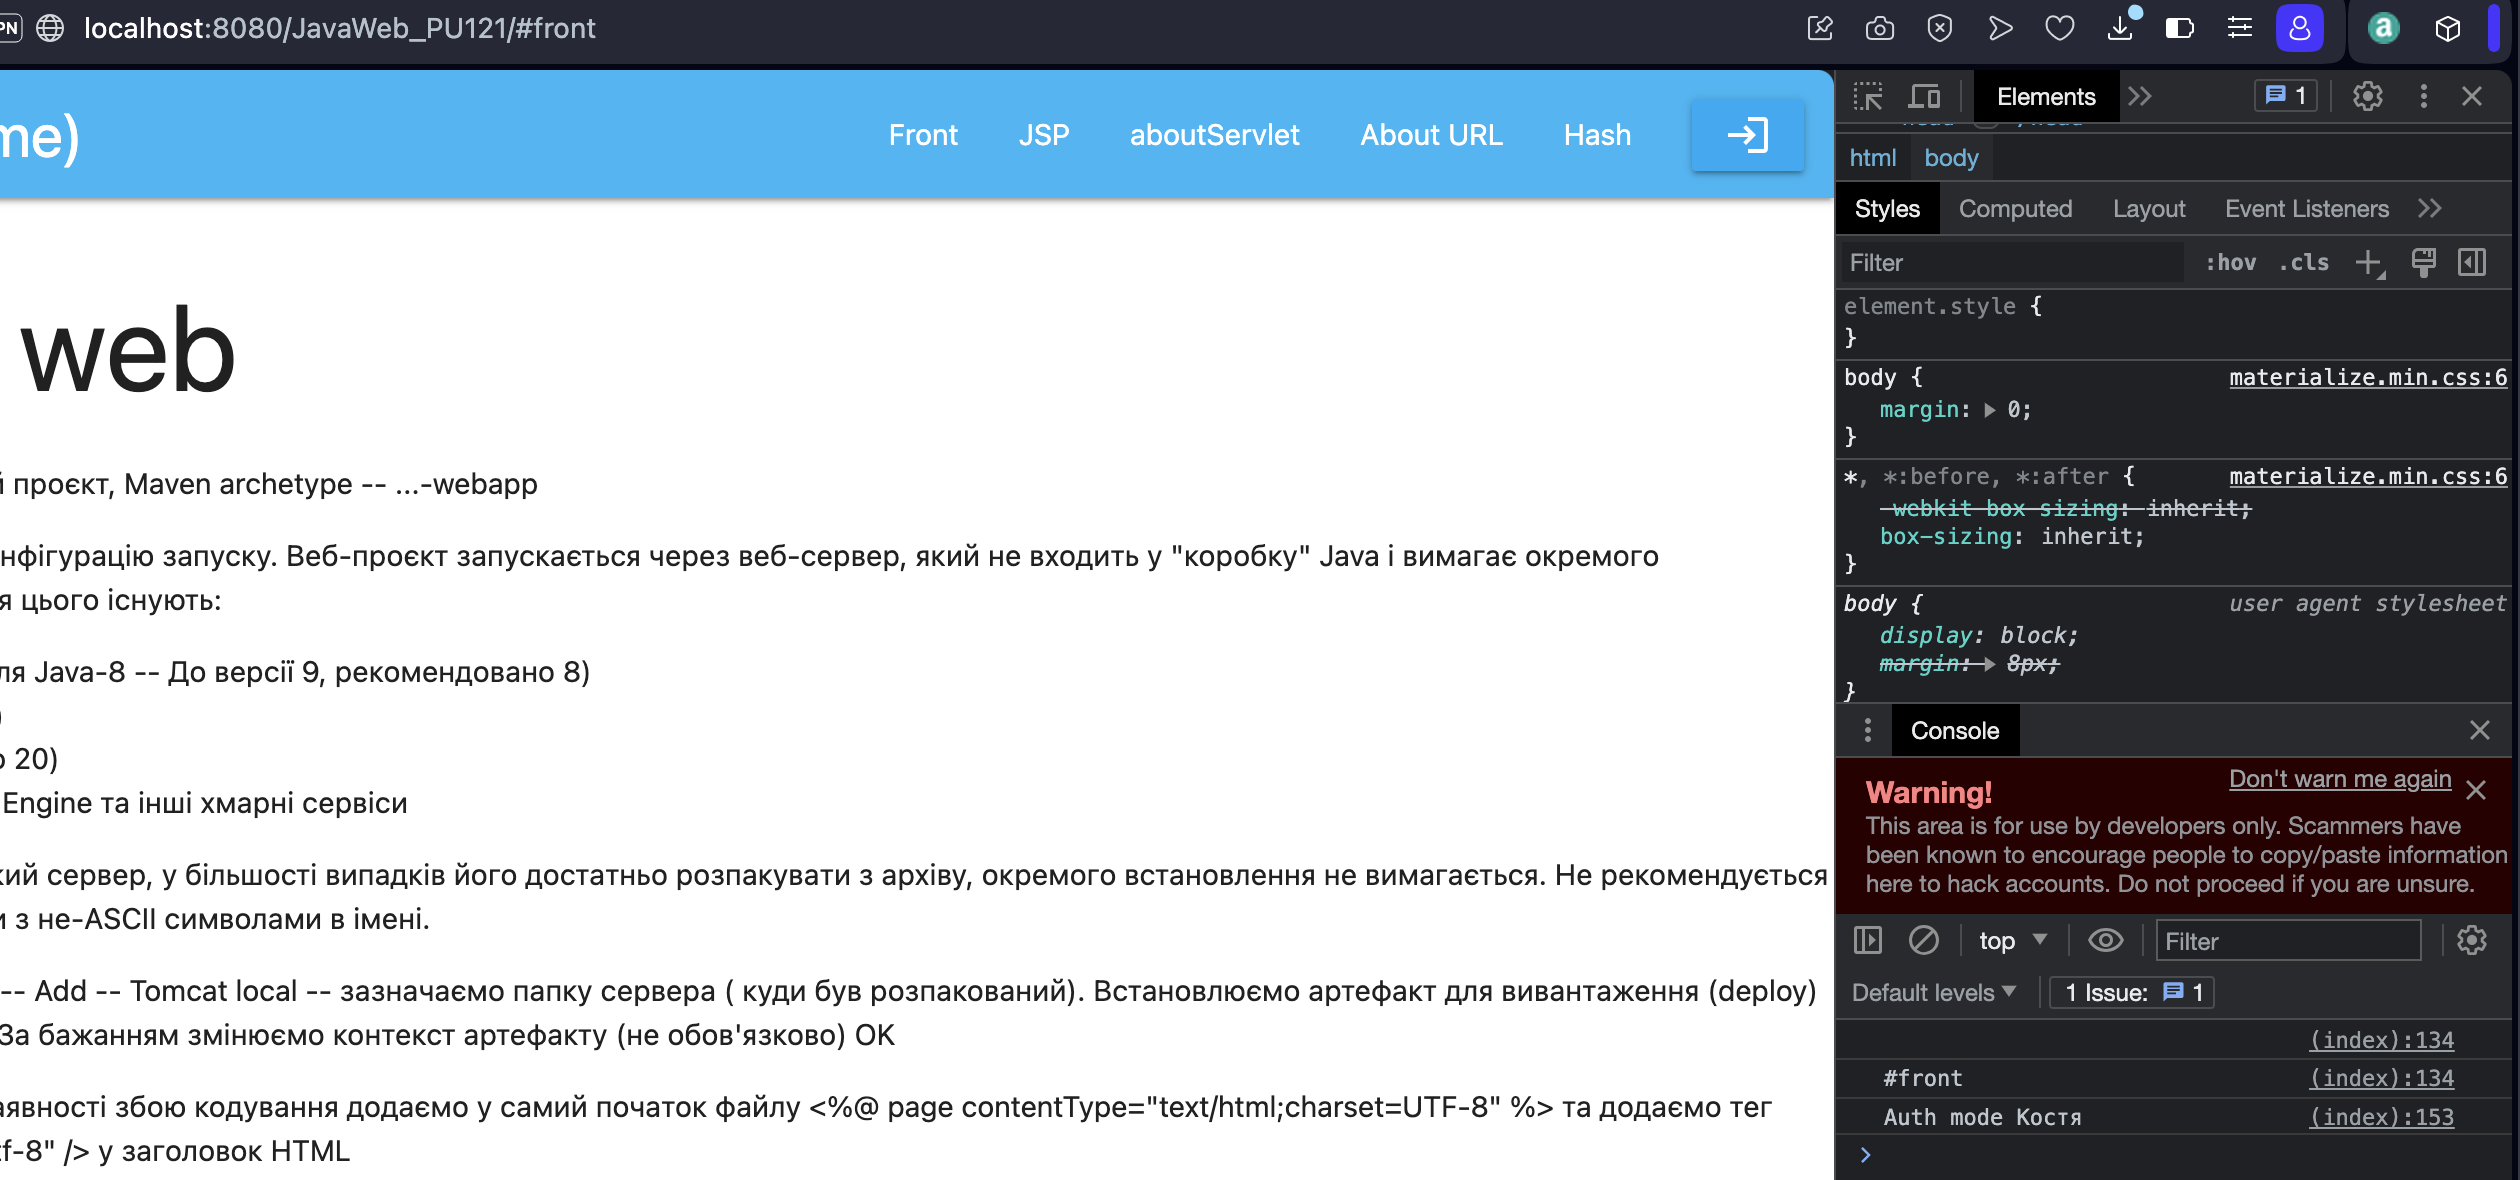 PN localhost:8080/JavaWeb_PU121/#front
me)
Front JSP aboutServlet About URL Hash
web
й проєкт, Maven archetype -- ...-webapp
нфігурацію запуску. Веб-проєкт запускається через веб-сервер, який не входить у "коробку" Java і вимагає окремого
я цього існують:
ля Java-8 -- До версії 9, рекомендовано 8)
)
о 20)
Engine та інші хмарні сервіси
кий сервер, у більшості випадків його достатньо розпакувати з архіву, окремого встановлення не вимагається. Не рекомендується
и з не-ASCII символами в імені.
-- Add -- Tomcat local -- зазначаємо папку сервера ( куди був розпакований). Встановлюємо артефакт для вивантаження (deploy)
За бажанням змінюємо контекст артефакту (не обов'язково) OK
аявності збою кодування додаємо у самий початок файлу <%@ page contentType="text/html;charset=UTF-8" %> та додаємо тег
tf-8" /> у заголовок HTML
Elements 1
html body
Styles Computed Layout Event Listeners
Filter :hov .cls
element.style {
}
body { materialize.min.css:6
margin: 0;
}
*, *:before, *:after { materialize.min.css:6
-webkit-box-sizing: inherit;
box-sizing: inherit;
}
body { user agent stylesheet
display: block;
margin: 8px;
}
Console
Warning! Don't warn me again
This area is for use by developers only. Scammers have
been known to encourage people to copy/paste information
here to hack accounts. Do not proceed if you are unsure.
top Filter
Default levels 1 Issue: 1
(index):134
#front (index):134
Auth mode Костя (index):153